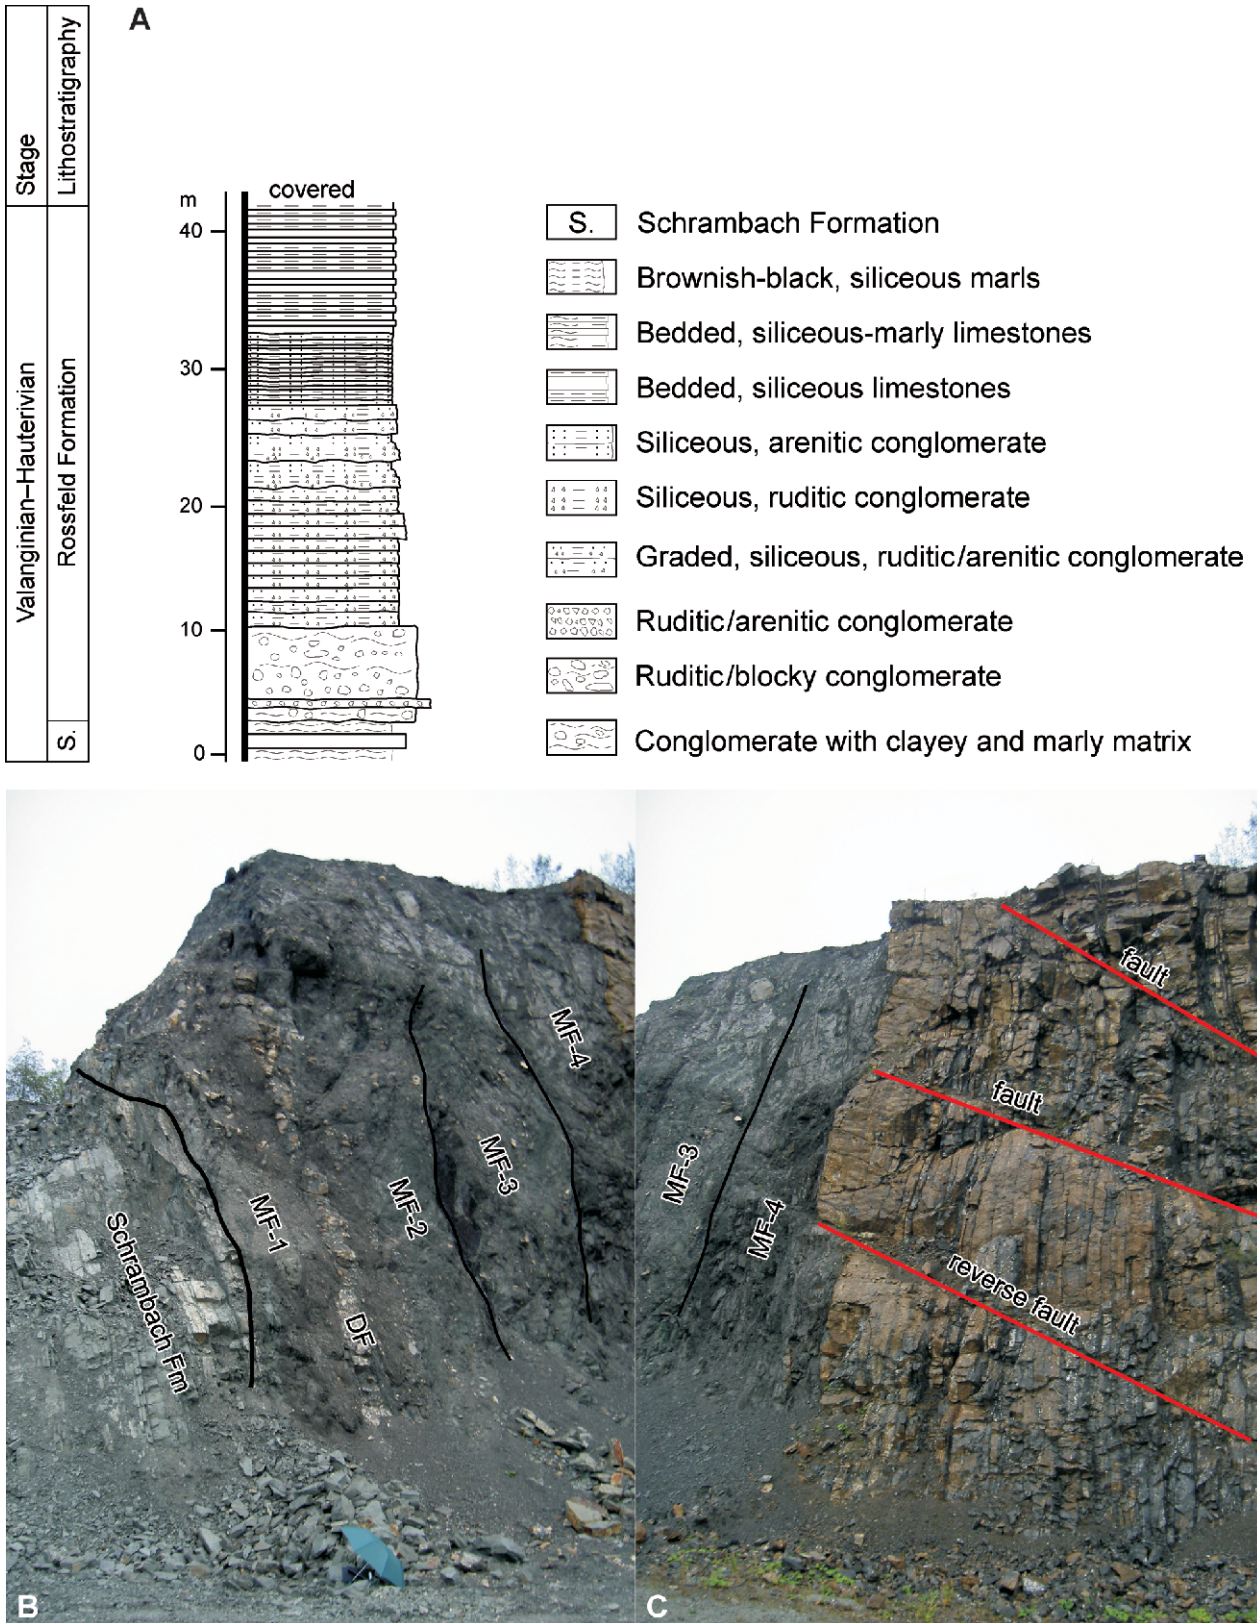 A
Stage
Lithostratigraphy
Valanginian–Hauterivian
Rossfeld Formation
S.
m
covered
40
30
20
10
0
S. Schrambach Formation
Brownish-black, siliceous marls
Bedded, siliceous-marly limestones
Bedded, siliceous limestones
Siliceous, arenitic conglomerate
Siliceous, ruditic conglomerate
Graded, siliceous, ruditic/arenitic conglomerate
Ruditic/arenitic conglomerate
Ruditic/blocky conglomerate
Conglomerate with clayey and marly matrix
Schrambach Fm
MF-1
DF
MF-2
MF-3
MF-4
B
MF-3
MF-4
fault
fault
reverse fault
C